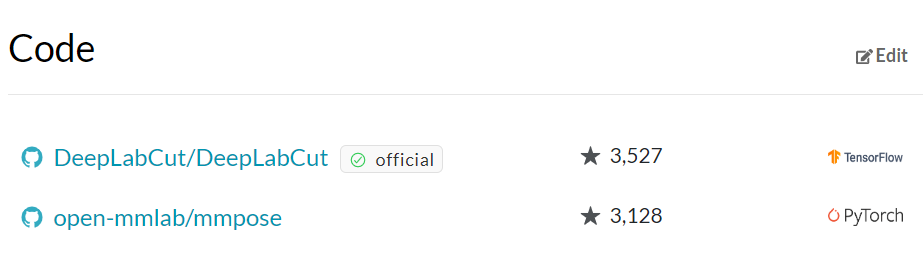 Code
Edit
DeepLabCut/DeepLabCut official 3,527 TensorFlow
open-mmlab/mmpose 3,128 PyTorch